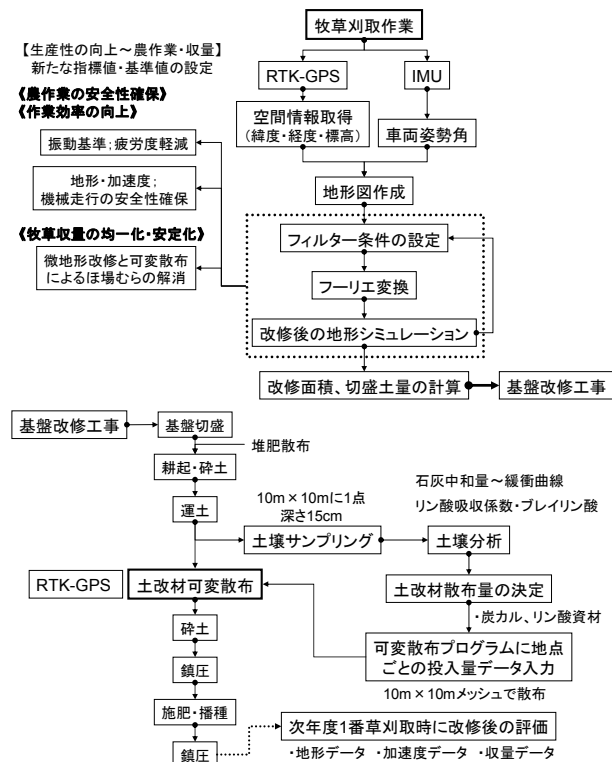 牧草刈取作業
【生産性の向上～農作業・収量】
新たな指標値・基準値の設定
《農作業の安全性確保》
《作業効率の向上》
振動基準；疲労度軽減
地形・加速度；
機械走行の安全性確保
《牧草収量の均一化・安定化》
微地形改修と可変散布
によるほ場むらの解消
RTK-GPS
IMU
空間情報取得
（緯度・経度・標高）
車両姿勢角
地形図作成
フィルター条件の設定
フーリエ変換
改修後の地形シミュレーション
改修面積、切盛土量の計算
基盤改修工事
基盤改修工事
基盤切盛
堆肥散布
耕起・砕土
運土
10m×10mに1点
深さ15cm
土壌サンプリング
石灰中和量～緩衝曲線
リン酸吸収係数・ブレイリン酸
土壌分析
RTK-GPS
土改材可変散布
土改材散布量の決定
・炭カル、リン酸資材
砕土
可変散布プログラムに地点
ごとの投入量データ入力
10m×10mメッシュで散布
鎮圧
施肥・播種
鎮圧
次年度1番草刈取時に改修後の評価
・地形データ ・加速度データ ・収量データ